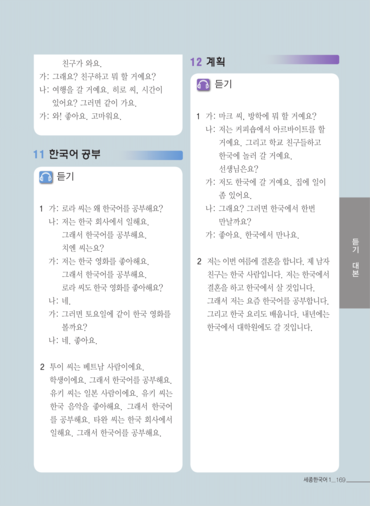 친구가 와요.
가: 그래요? 친구하고 뭐 할 거예요?
나: 여행을 갈 거예요. 히로 씨, 시간이
있어요? 그러면 같이 가요.
가: 와! 좋아요. 고마워요.
11 한국어 공부
듣기
1 가: 로라 씨는 왜 한국어를 공부해요?
나: 저는 한국 회사에서 일해요.
그래서 한국어를 공부해요.
치엔 씨는요?
가: 저는 한국 영화를 좋아해요.
그래서 한국어를 공부해요.
로라 씨도 한국 영화를 좋아해요?
나: 네.
가: 그러면 토요일에 같이 한국 영화를
볼까요?
나: 네. 좋아요.
2 투이 씨는 베트남 사람이에요.
학생이에요. 그래서 한국어를 공부해요.
유키 씨는 일본 사람이에요. 유키 씨는
한국 음악을 좋아해요. 그래서 한국어
를 공부해요. 타완 씨는 한국 회사에서
일해요. 그래서 한국어를 공부해요.
12 계획
듣기
1 가: 마크 씨, 방학에 뭐 할 거예요?
나: 저는 커피숍에서 아르바이트를 할
거예요. 그리고 학교 친구들하고
한국에 놀러 갈 거예요.
선생님은요?
가: 저도 한국에 갈 거예요. 집에 일이
좀 있어요.
나: 그래요? 그러면 한국에서 한번
만날까요?
가: 좋아요. 한국에서 만나요.
2 저는 이번 여름에 결혼을 합니다. 제 남자
친구는 한국 사람입니다. 저는 한국에서
결혼을 하고 한국에서 살 것입니다.
그래서 저는 요즘 한국어를 공부합니다.
그리고 한국 요리도 배웁니다. 내년에는
한국에서 대학원에도 갈 것입니다.
듣기 대본
세종한국어 1_ 169